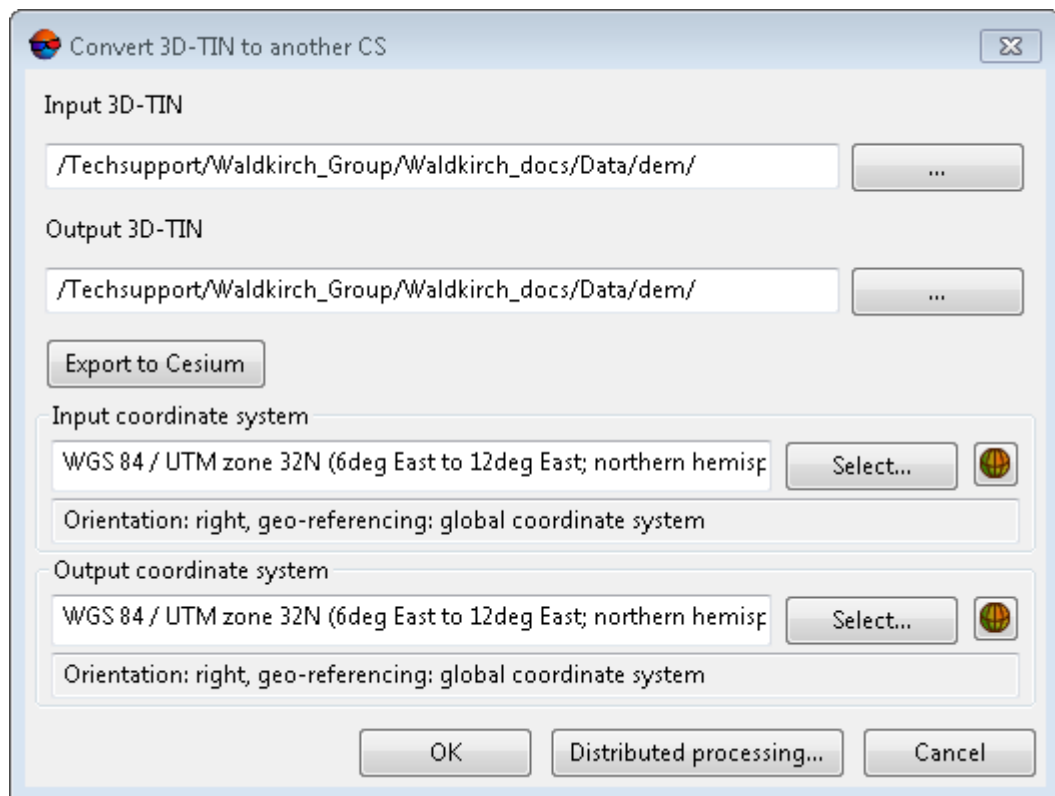 Convert 3D-TIN to another CS
Input 3D-TIN
/Techsupport/Waldkirch_Group/Waldkirch_docs/Data/dem/
...
Output 3D-TIN
/Techsupport/Waldkirch_Group/Waldkirch_docs/Data/dem/
...
Export to Cesium
Input coordinate system
WGS 84 / UTM zone 32N (6deg East to 12deg East; northern hemisp
Select...
Orientation: right, geo-referencing: global coordinate system
Output coordinate system
WGS 84 / UTM zone 32N (6deg East to 12deg East; northern hemisp
Select...
Orientation: right, geo-referencing: global coordinate system
OK
Distributed processing...
Cancel